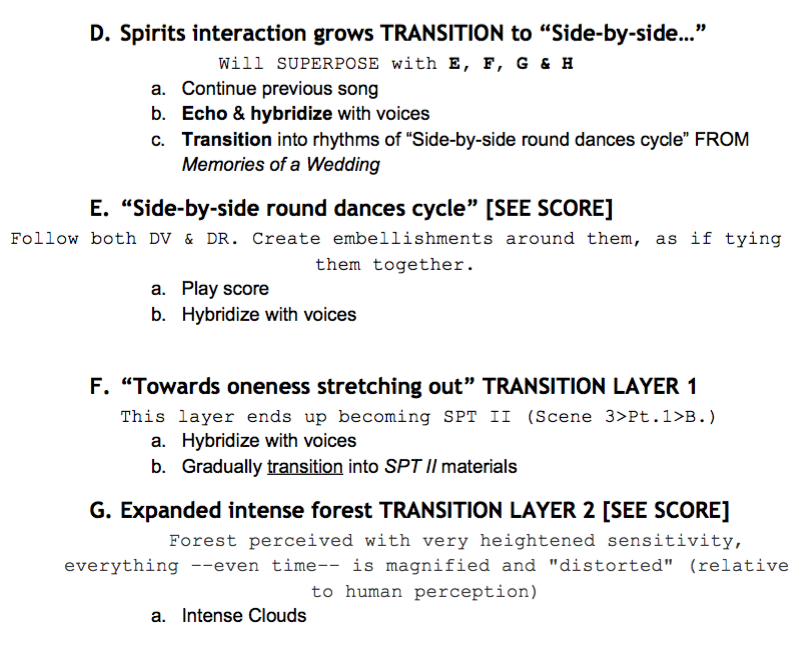 D. Spirits interaction grows TRANSITION to “Side-by-side…”
Will SUPERPOSE with E, F, G & H
a. Continue previous song
b. Echo & hybridize with voices
c. Transition into rhythms of “Side-by-side round dances cycle” FROM
Memories of a Wedding
E. “Side-by-side round dances cycle” [SEE SCORE]
Follow both DV & DR. Create embellishments around them, as if tying
them together.
a. Play score
b. Hybridize with voices
F. “Towards oneness stretching out” TRANSITION LAYER 1
This layer ends up becoming SPT II (Scene 3>Pt.1>B.)
a. Hybridize with voices
b. Gradually transition into SPT II materials
G. Expanded intense forest TRANSITION LAYER 2 [SEE SCORE]
Forest perceived with very heightened sensitivity,
everything --even time-- is magnified and "distorted" (relative
to human perception)
a. Intense Clouds